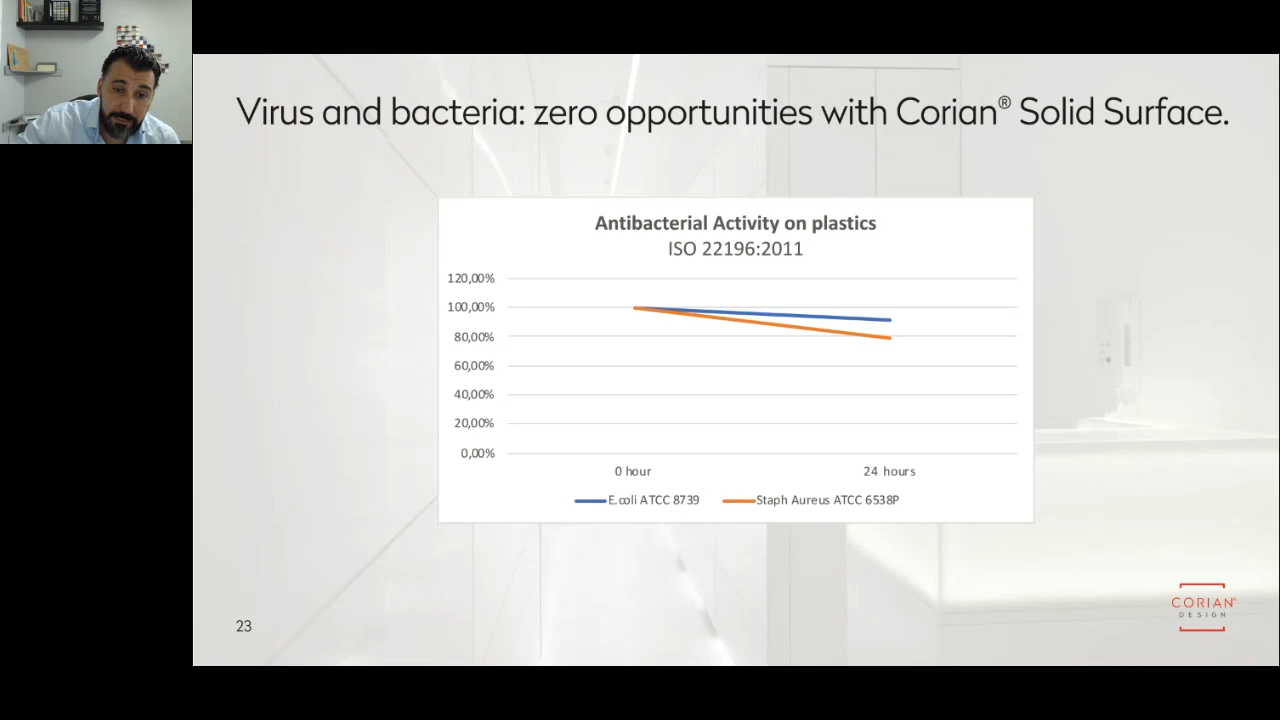 Virus and bacteria: zero opportunities with Corian® Solid Surface.
Antibacterial Activity on plastics
ISO 22196:2011
120,00%
100,00%
80,00%
60,00%
40,00%
20,00%
0,00%
0 hour
24 hours
E.coli ATCC 8739
Staph Aureus ATCC 6538P
CORIAN®
DESIGN
23